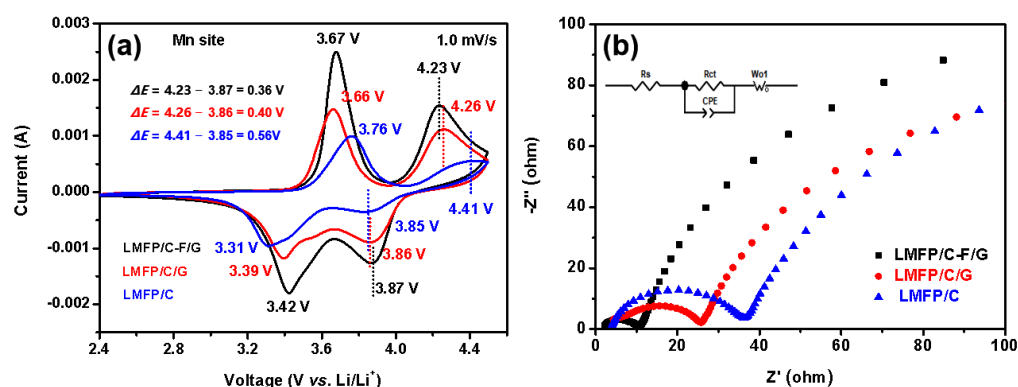 (a)
Mn site
1.0 mV/s
3.67 V
4.23 V
ΔE = 4.23 − 3.87 = 0.36 V
ΔE = 4.26 − 3.86 = 0.40 V
ΔE = 4.41 − 3.85 = 0.56V
3.66 V
4.26 V
3.76 V
4.41 V
3.85 V
3.31 V
3.86 V
3.39 V
3.87 V
3.42 V
LMFP/C-F/G
LMFP/C/G
LMFP/C
0.003
0.002
0.001
0.000
-0.001
-0.002
Current (A)
2.4
2.8
3.2
3.6
4.0
4.4
Voltage (V vs. Li/Li⁺)
(b)
Rs
Rct
Wo1
CPE
LMFP/C-F/G
LMFP/C/G
LMFP/C
100
80
60
40
20
0
-Z'' (ohm)
0
20
40
60
80
100
Z' (ohm)